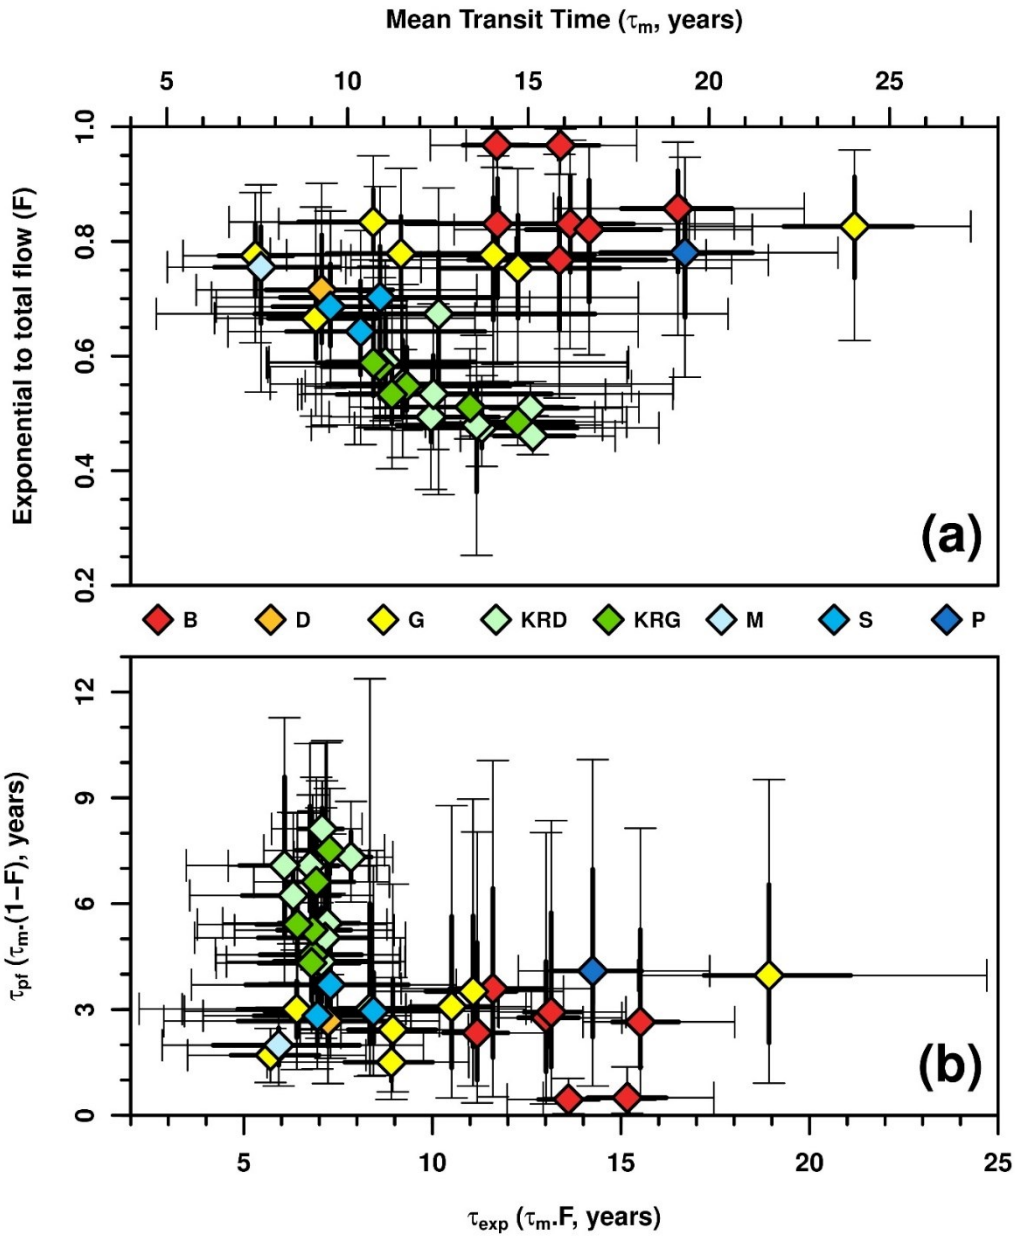 Mean Transit Time (τm, years)
5 10 15 20 25
Exponential to total flow (F)
1.0
0.8
0.6
0.4
0.2
(a)
B D G KRD KRG M S P
τpf (τm.(1−F), years)
12
9
6
3
0
(b)
5 10 15 20 25
τexp (τm.F, years)